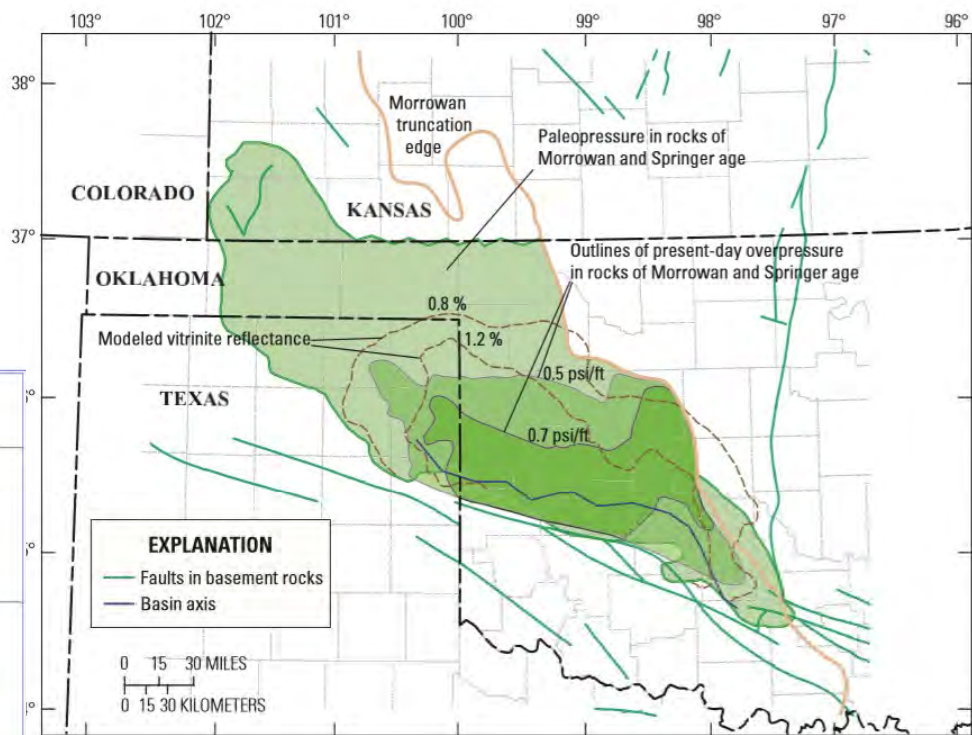 103° 102° 101° 100° 99° 98° 97° 96°
38°
Morrowan
truncation
edge
Paleopressure in rocks of
Morrowan and Springer age
COLORADO
KANSAS
37°
Outlines of present-day overpressure
in rocks of Morrowan and Springer age
OKLAHOMA
0.8 %
Modeled vitrinite reflectance
1.2 %
0.5 psi/ft
TEXAS
0.7 psi/ft
EXPLANATION
Faults in basement rocks
Basin axis
0 15 30 MILES
0 15 30 KILOMETERS